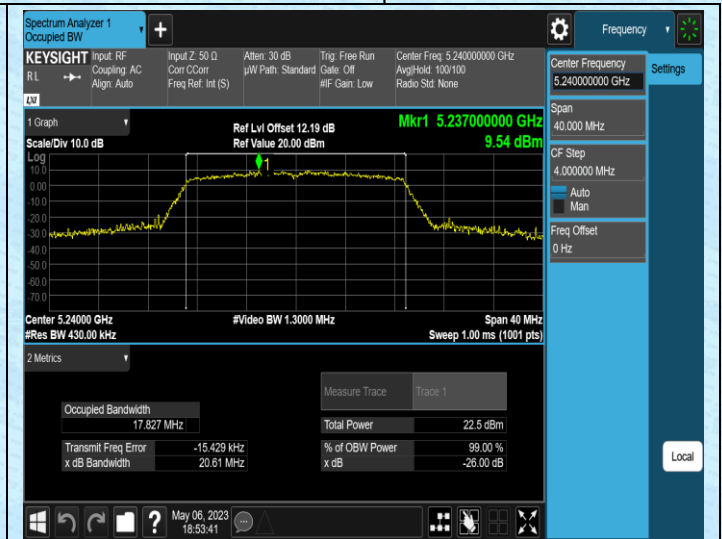 Spectrum Analyzer 1
Occupied BW
+
Frequency
KEYSIGHT
RL
LXI
Input: RF
Coupling: AC
Align: Auto
Input Z: 50 Ω
Corr CCorr
Freq Ref: Int (S)
Atten: 30 dB
µW Path: Standard
Trig: Free Run
Gate: Off
#IF Gain: Low
Center Freq: 5.240000000 GHz
Avg|Hold: 100/100
Radio Std: None
Center Frequency
5.240000000 GHz
Settings
Span
40.000 MHz
CF Step
4.000000 MHz
Auto
Man
Freq Offset
0 Hz
1 Graph
Scale/Div 10.0 dB
Ref Lvl Offset 12.19 dB
Ref Value 20.00 dBm
Mkr1 5.237000000 GHz
9.54 dBm
Log
10.0
0.00
-10.0
-20.0
-30.0
-40.0
-50.0
-60.0
-70.0
1
Center 5.24000 GHz
#Res BW 430.00 kHz
#Video BW 1.3000 MHz
Span 40 MHz
Sweep 1.00 ms (1001 pts)
2 Metrics
Measure Trace Trace 1
Occupied Bandwidth
17.827 MHz
Total Power 22.5 dBm
Transmit Freq Error -15.429 kHz
% of OBW Power 99.00 %
x dB Bandwidth 20.61 MHz
x dB -26.00 dB
Local
?
May 06, 2023
18:53:41